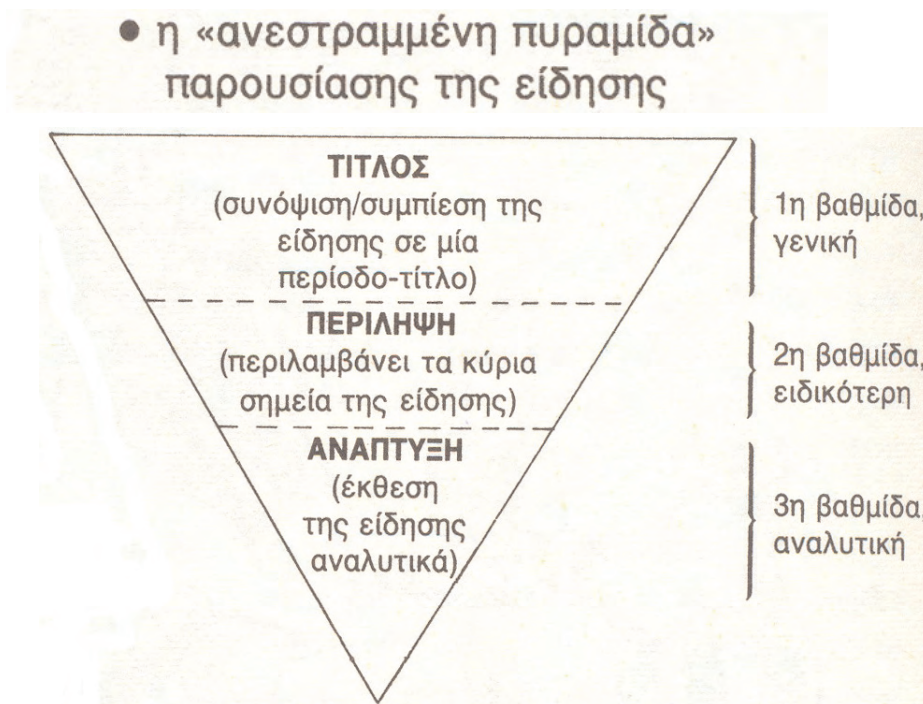 • η «ανεστραμμένη πυραμίδα»
παρουσίασης της είδησης
ΤΙΤΛΟΣ
(συνόψιση/συμπίεση της
είδησης σε μία
περίοδο-τίτλο)
1η βαθμίδα,
γενική
ΠΕΡΙΛΗΨΗ
(περιλαμβάνει τα κύρια
σημεία της είδησης)
2η βαθμίδα,
ειδικότερη
ΑΝΑΠΤΥΞΗ
(έκθεση
της είδησης
αναλυτικά)
3η βαθμίδα,
αναλυτική